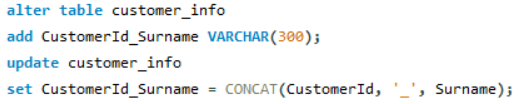 alter table customer_info
add CustomerId_Surname VARCHAR(300);
update customer_info
set CustomerId_Surname = CONCAT(CustomerId, '_', Surname);